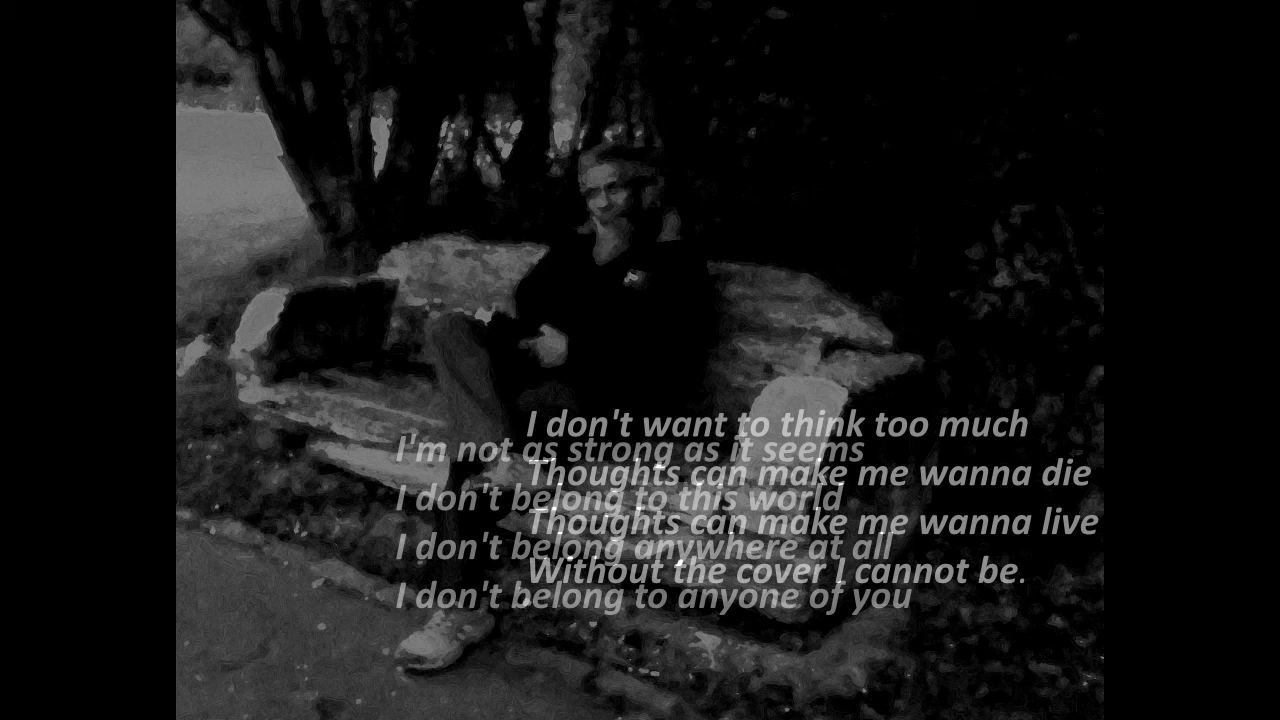 I don't want to think too much
I'm not as strong as it seems
Thoughts can make me wanna die
I don't belong to this world
Thoughts can make me wanna live
I don't belong anywhere at all
Without the cover I cannot be.
I don't belong to anyone of you